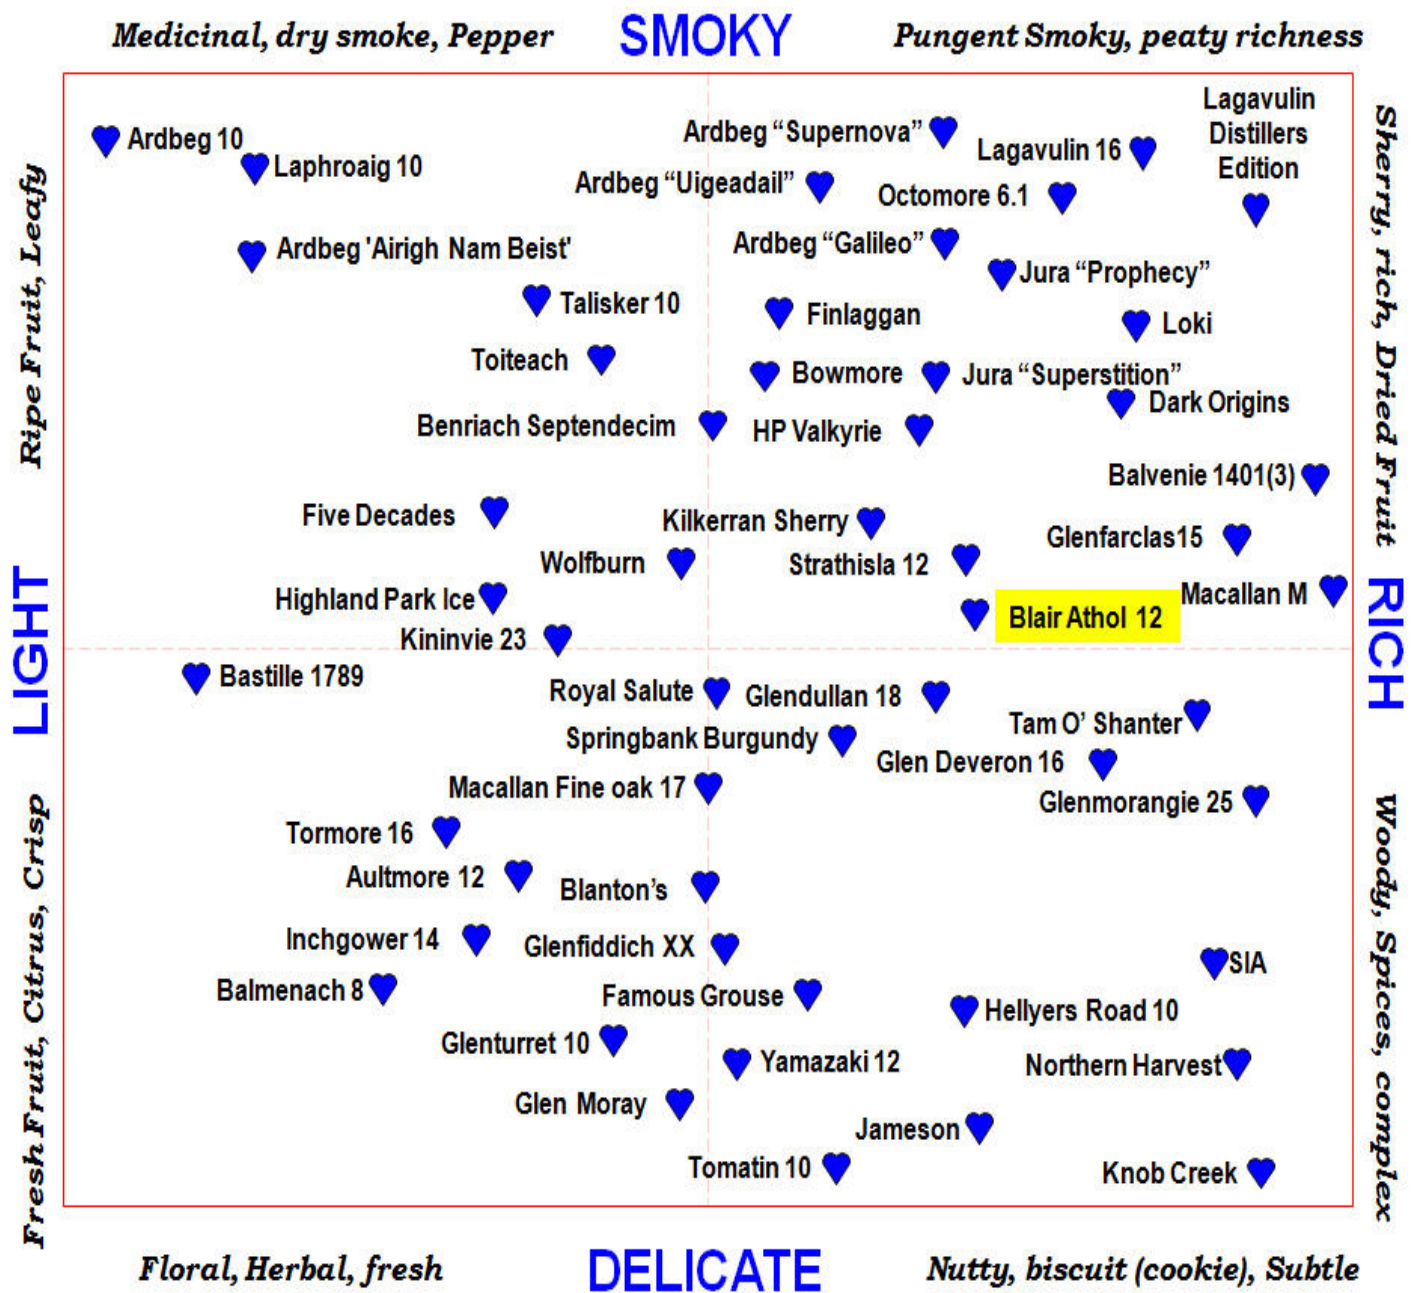 Medicinal, dry smoke, Pepper
SMOKY
Pungent Smoky, peaty richness
Ripe Fruit, Leafy
LIGHT
Fresh Fruit, Citrus, Crisp
Sherry, rich, Dried Fruit
RICH
Woody, Spices, complex
Ardbeg 10
Laphroaig 10
Ardbeg “Supernova”
Lagavulin 16
Lagavulin
Distillers
Edition
Ardbeg “Uigeadail”
Octomore 6.1
Ardbeg 'Airigh Nam Beist'
Ardbeg “Galileo”
Jura “Prophecy”
Talisker 10
Finlaggan
Loki
Toiteach
Bowmore
Jura “Superstition”
Dark Origins
Benriach Septendecim
HP Valkyrie
Balvenie 1401(3)
Five Decades
Kilkerran Sherry
Glenfarclas15
Wolfburn
Strathisla 12
Highland Park Ice
Macallan M
Blair Athol 12
Kininvie 23
Bastille 1789
Royal Salute
Glendullan 18
Tam O’ Shanter
Springbank Burgundy
Glen Deveron 16
Macallan Fine oak 17
Glenmorangie 25
Tormore 16
Aultmore 12
Blanton’s
Inchgower 14
Glenfiddich XX
SIA
Balmenach 8
Famous Grouse
Hellyers Road 10
Glenturret 10
Yamazaki 12
Northern Harvest
Glen Moray
Jameson
Tomatin 10
Knob Creek
Floral, Herbal, fresh
DELICATE
Nutty, biscuit (cookie), Subtle